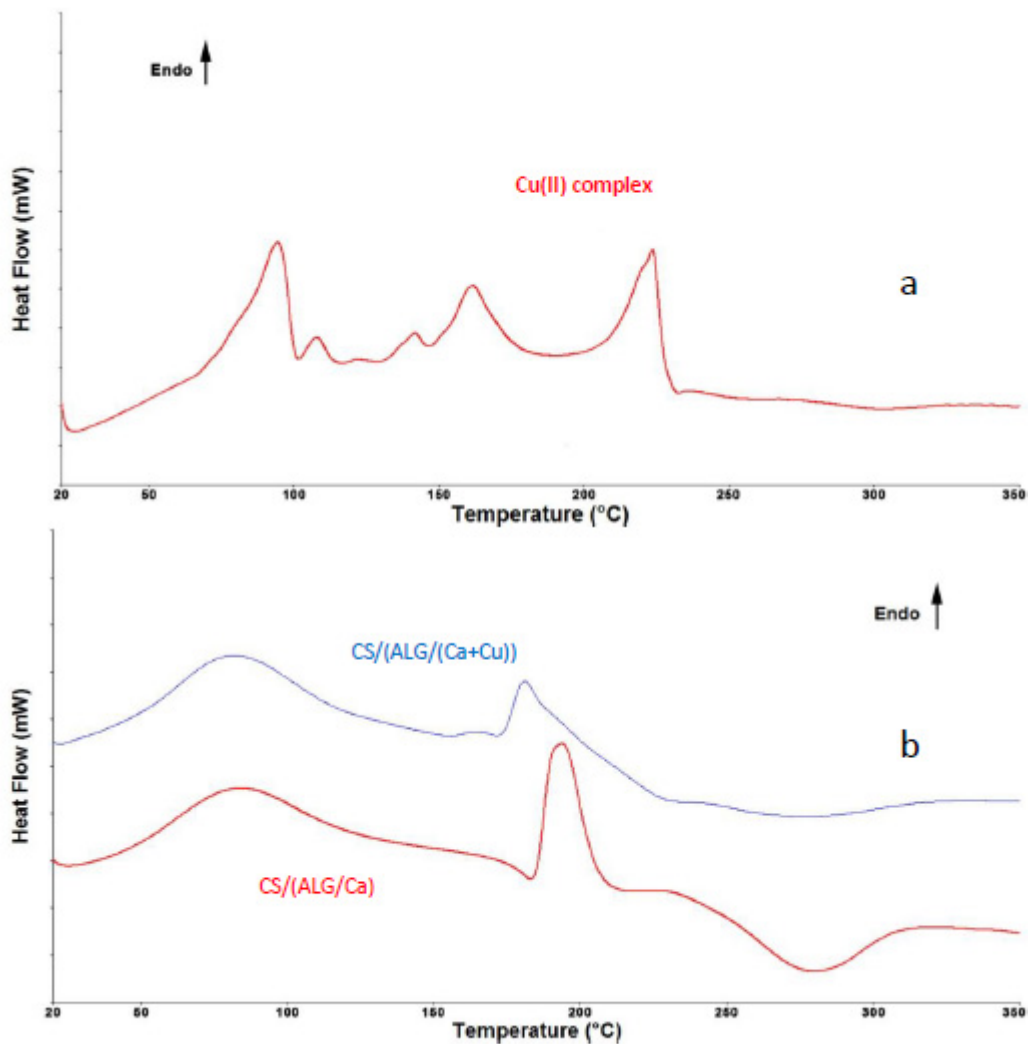 Endo
Cu(II) complex
a
Heat Flow (mW)
20 50 100 150 200 250 300 350
Temperature (°C)
Endo
CS/(ALG/(Ca+Cu))
b
Heat Flow (mW)
CS/(ALG/Ca)
20 50 100 150 200 250 300 350
Temperature (°C)